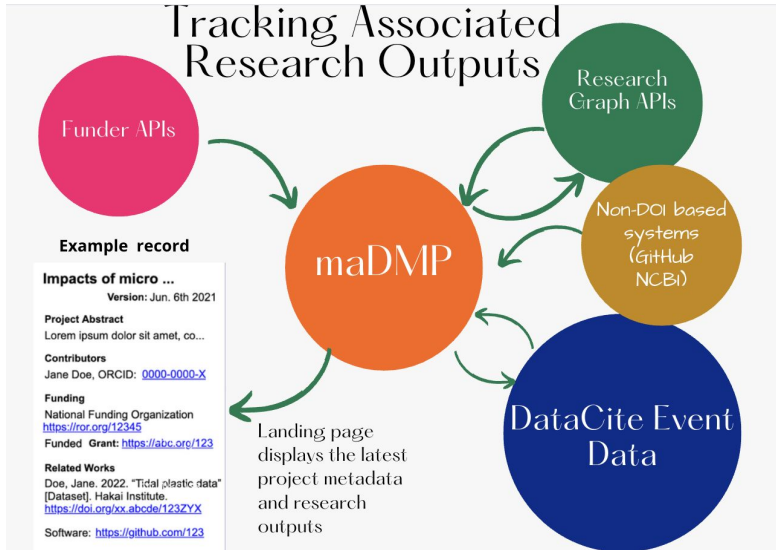 Tracking Associated
Research Outputs
Funder APIs
Research
Graph APIs
Non-DOI based
systems
(GitHub
NCBI)
maDMP
DataCite Event
Data
Example record
Impacts of micro ...
Version: Jun. 6th 2021
Project Abstract
Lorem ipsum dolor sit amet, co...
Contributors
Jane Doe, ORCID: 0000-0000-X
Funding
National Funding Organization
https://ror.org/12345
Funded Grant: https://abc.org/123
Related Works
Doe, Jane. 2022. "Tidal plastic data"
[Dataset]. Hakai Institute.
https://doi.org/xx.abcde/123ZYX
Software: https://github.com/123
Landing page
displays the latest
project metadata
and research
outputs